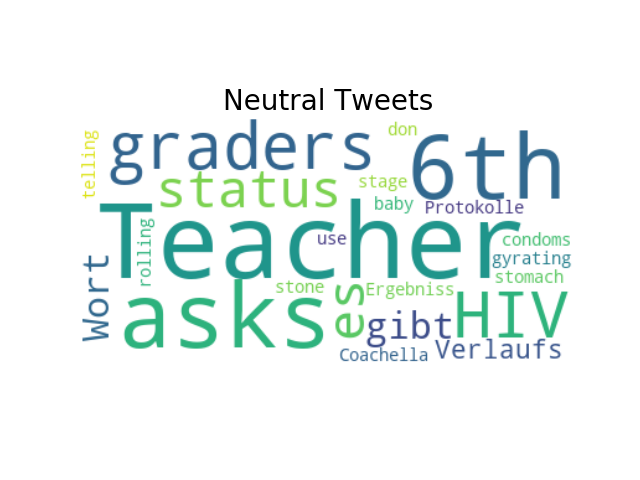 Neutral Tweets
telling
graders
don
6th
status
stage
baby
Protokolle
Teacher
rolling
use
condoms
gyrating
stomach
Wort
asks
stone
es
Ergebniss
gibt
HIV
Coachella
Verlaufs